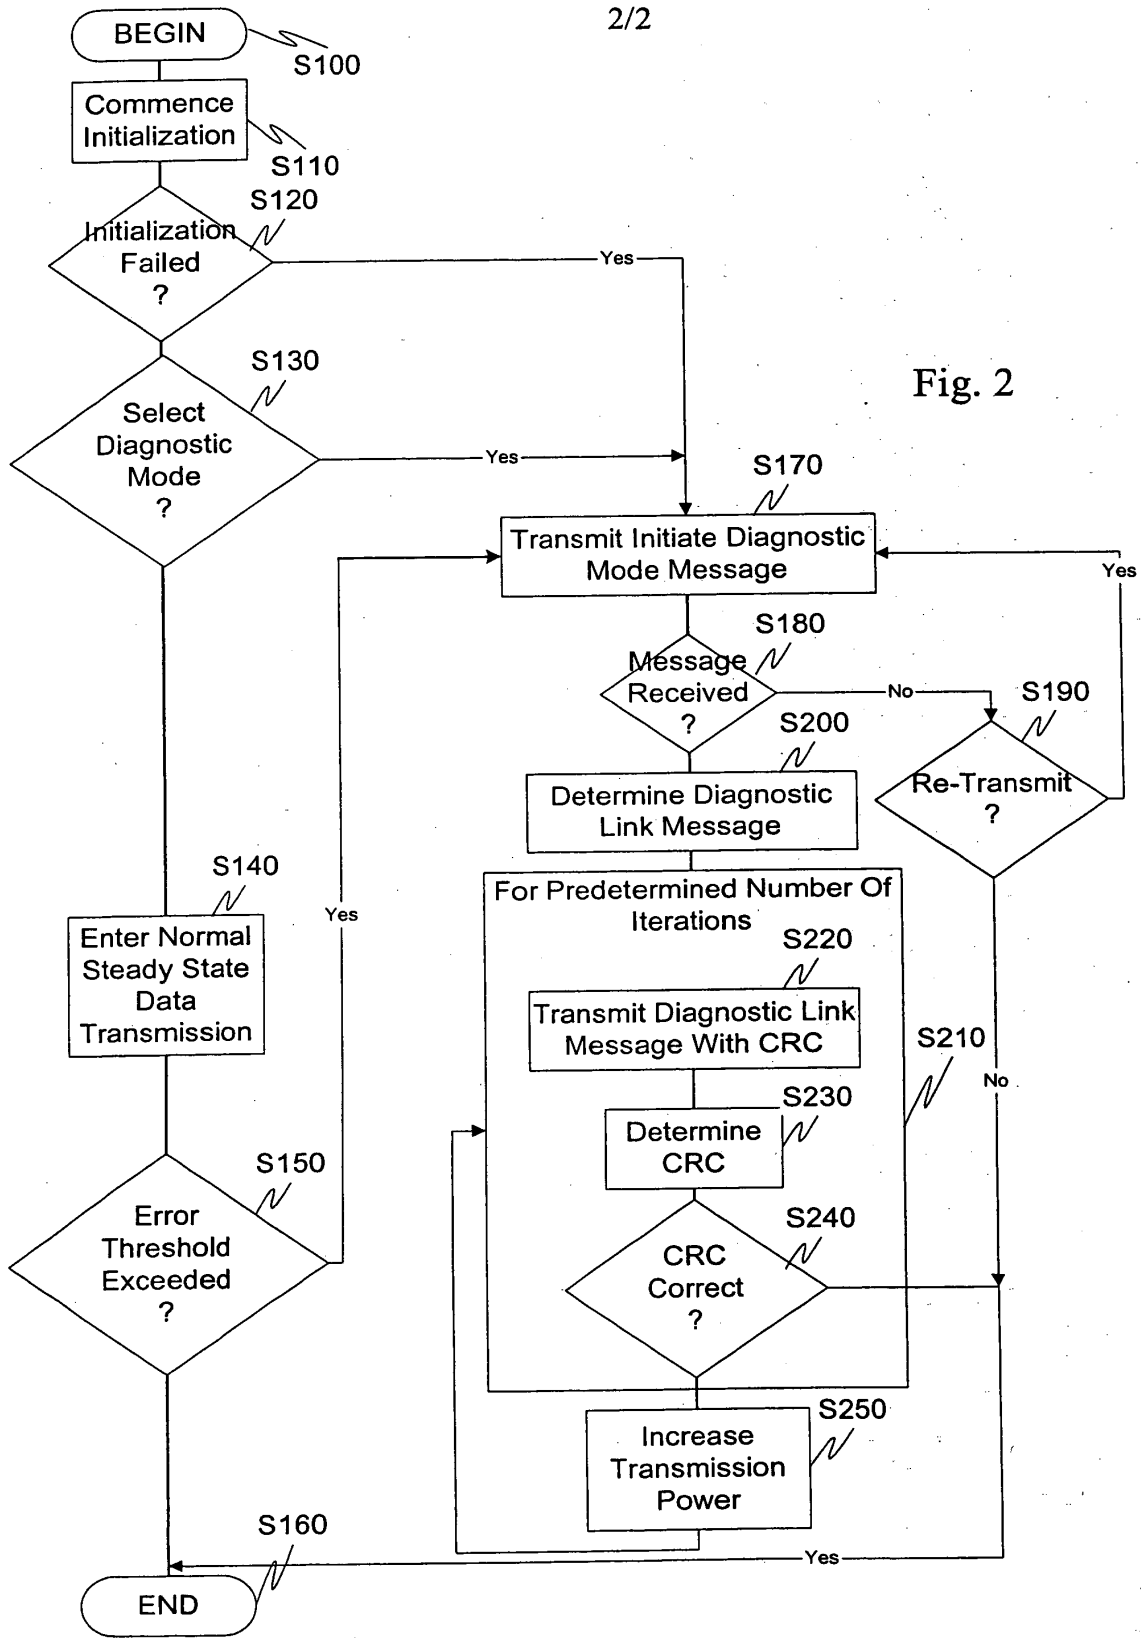 2/2
BEGIN
S100
Commence
Initialization
S110
S120
Initialization
Failed
?
Yes
S130
Select
Diagnostic
Mode
?
Yes
Fig. 2
S170
Transmit Initiate Diagnostic
Mode Message
Yes
S180
Message
Received
?
No
S190
Re-Transmit
?
S200
Determine Diagnostic
Link Message
S140
Enter Normal
Steady State
Data
Transmission
Yes
For Predetermined Number Of
Iterations
S220
Transmit Diagnostic Link
Message With CRC
S210
No
S230
Determine
CRC
S150
Error
Threshold
Exceeded
?
S240
CRC
Correct
?
S250
Increase
Transmission
Power
S160
Yes
END